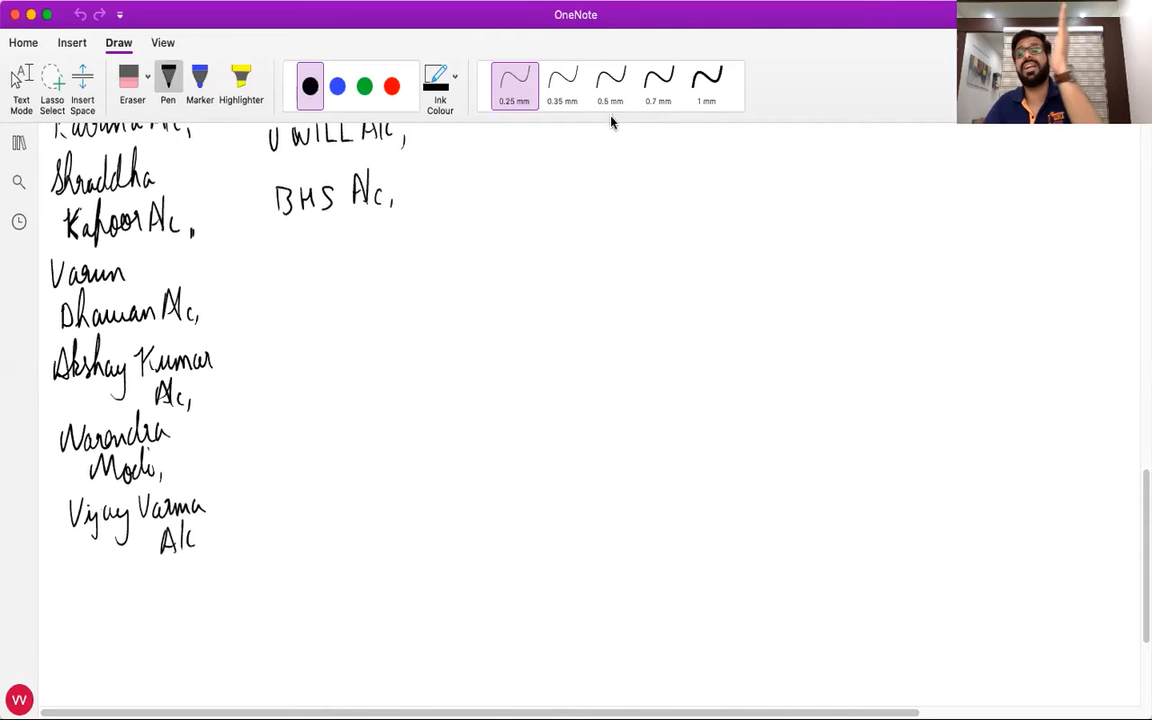 OneNote
Home Insert Draw View
Text Mode
Lasso Select
Insert Space
Eraser
Pen
Marker
Highlighter
Ink Colour
0.25 mm
0.35 mm
0.5 mm
0.7 mm
1 mm
A/c,
Shraddha
Kapoor A/c,
Varun
Dhawan A/c,
Akshay Kumar
A/c,
Narendra
Modi,
Vijay Varma
A/c
U WILL A/c,
BHS A/c,
VV